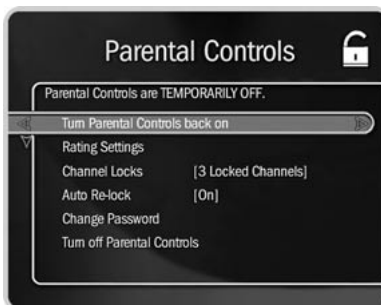 Parental Controls
Parental Controls are TEMPORARILY OFF.
Turn Parental Controls back on
Rating Settings
Channel Locks [3 Locked Channels]
Auto Re-lock [On]
Change Password
Turn off Parental Controls